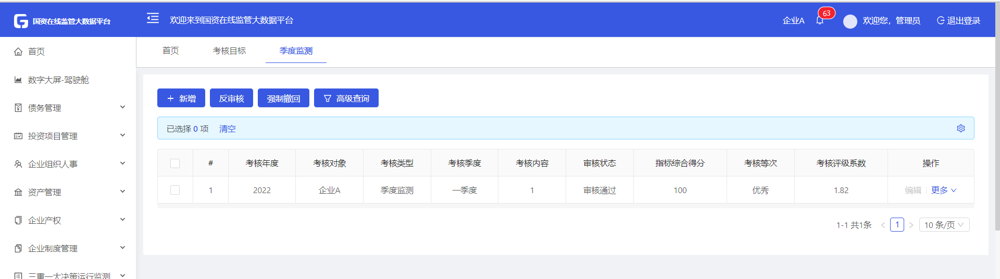 国资在线监管大数据平台
欢迎来到国资在线监管大数据平台
企业A
63
欢迎您，管理员
退出登录
首页
数字大屏-驾驶舱
债务管理
投资项目管理
企业组织人事
资产管理
企业产权
企业制度管理
三重一大决策运行监测
首页 考核目标 季度监测
新增 反审核 强制撤回 高级查询
已选择 0 项 清空
# 考核年度 考核对象 考核类型 考核季度 考核内容 审核状态 指标综合得分 考核等次 考核评级系数 操作
1 2022 企业A 季度监测 一季度 1 审核通过 100 优秀 1.82 编辑 更多
1-1 共1条 < 1 > 10 条/页